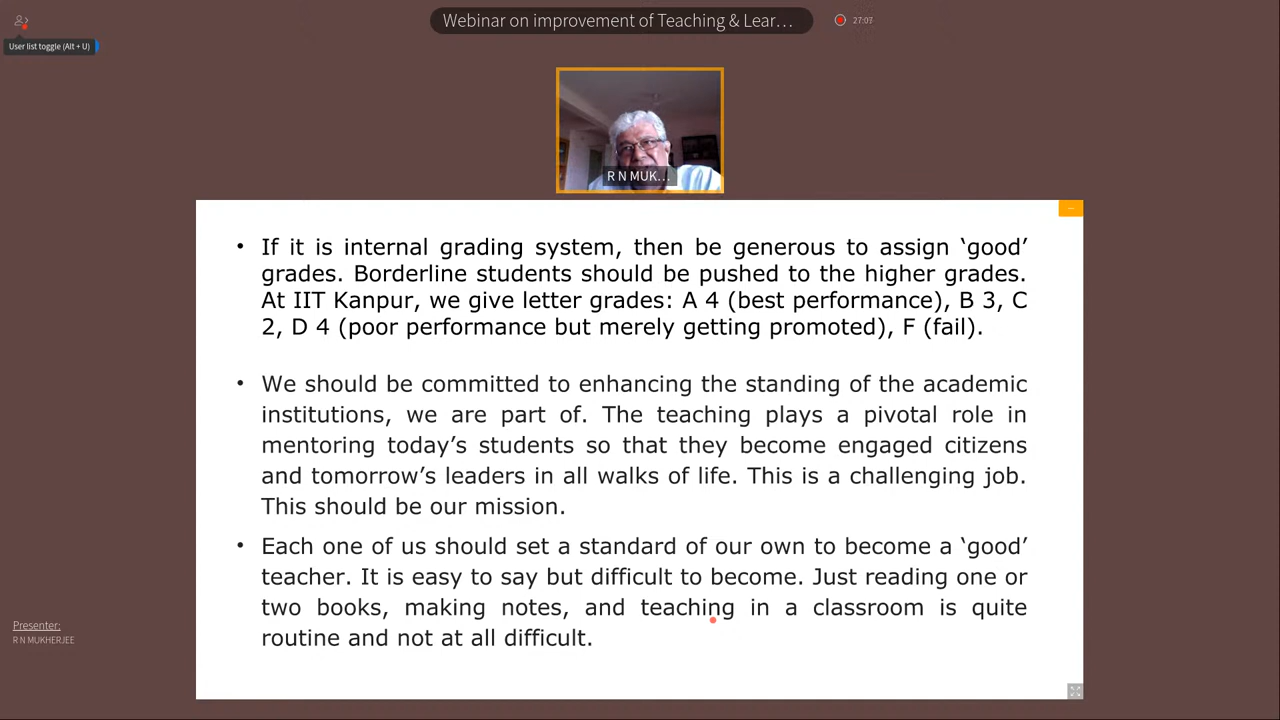 Webinar on improvement of Teaching & Lear…
27:03
User list toggle (Alt + U)
R N MUK…
• If it is internal grading system, then be generous to assign ‘good’
grades. Borderline students should be pushed to the higher grades.
At IIT Kanpur, we give letter grades: A 4 (best performance), B 3, C
2, D 4 (poor performance but merely getting promoted), F (fail).
• We should be committed to enhancing the standing of the academic
institutions, we are part of. The teaching plays a pivotal role in
mentoring today’s students so that they become engaged citizens
and tomorrow’s leaders in all walks of life. This is a challenging job.
This should be our mission.
• Each one of us should set a standard of our own to become a ‘good’
teacher. It is easy to say but difficult to become. Just reading one or
two books, making notes, and teaching in a classroom is quite
routine and not at all difficult.
Presenter:
R N MUKHERJEE